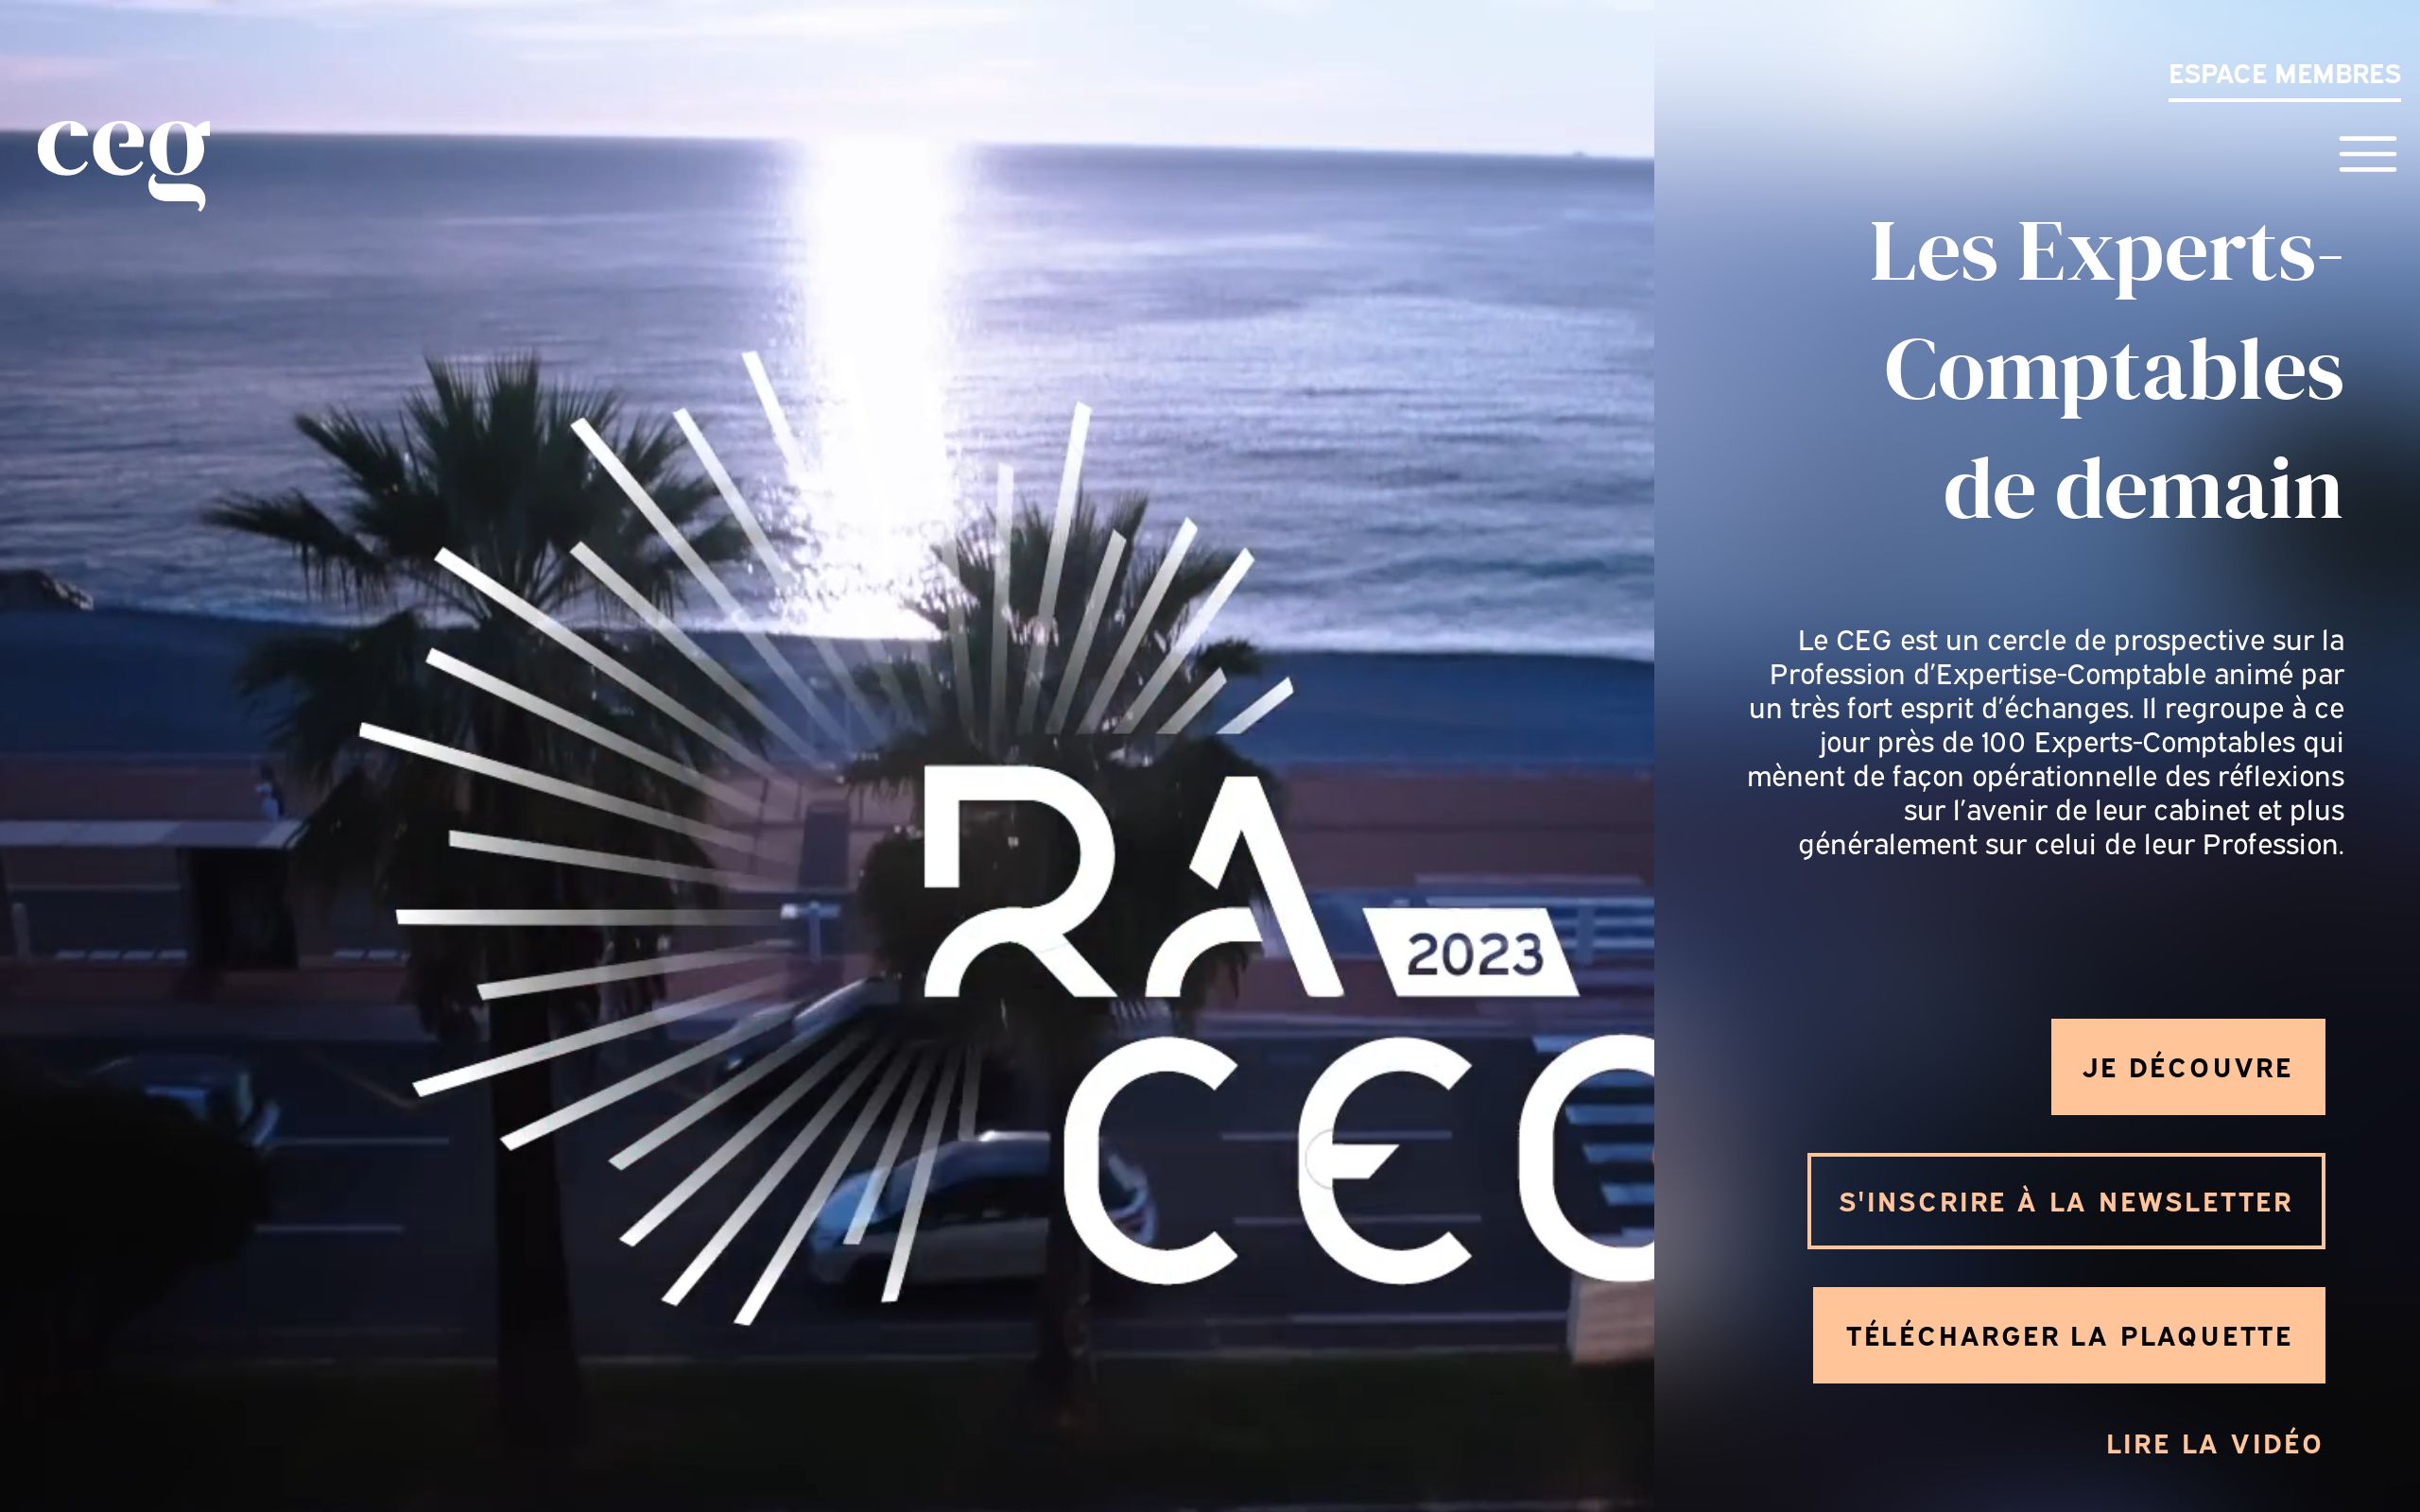 ceg
ESPACE MEMBRES
Les Experts-
Comptables
de demain
Le CEG est un cercle de prospective sur la
Profession d’Expertise-Comptable animé par
un très fort esprit d’échanges. Il regroupe à ce
jour près de 100 Experts-Comptables qui
mènent de façon opérationnelle des réflexions
sur l’avenir de leur cabinet et plus
généralement sur celui de leur Profession.
RA 2023
CE
JE DÉCOUVRE
S'INSCRIRE À LA NEWSLETTER
TÉLÉCHARGER LA PLAQUETTE
LIRE LA VIDÉO